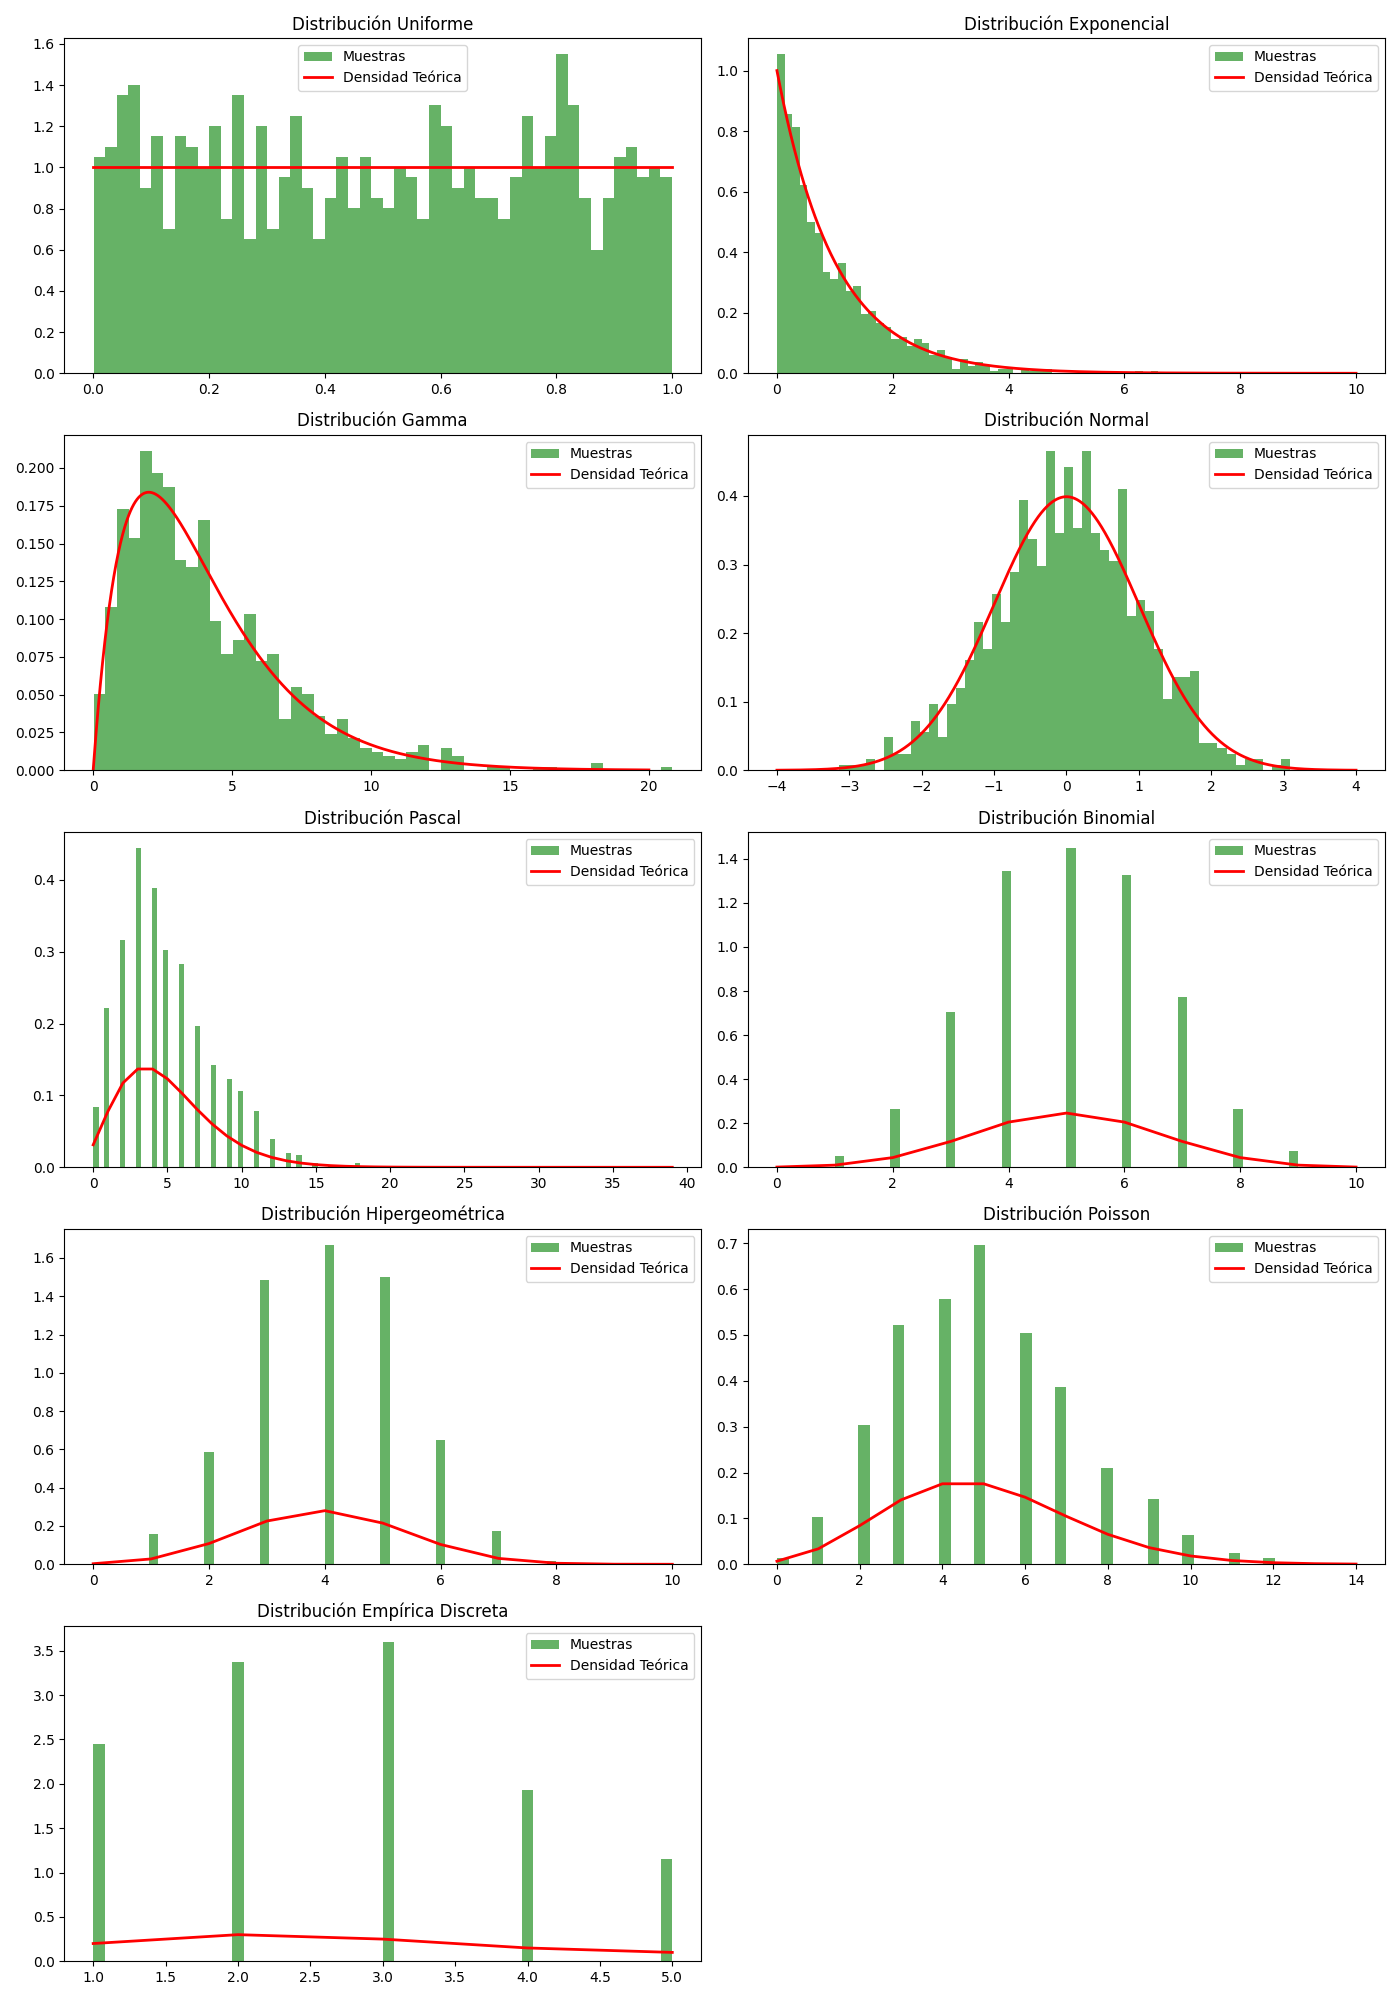 Distribución Uniforme
1.6
1.4
1.2
1.0
0.8
0.6
0.4
0.2
0.0
Muestras
Densidad Teórica
0.0 0.2 0.4 0.6 0.8 1.0
Distribución Exponencial
1.0
0.8
0.6
0.4
0.2
0.0
Muestras
Densidad Teórica
0 2 4 6 8 10
Distribución Gamma
0.200
0.175
0.150
0.125
0.100
0.075
0.050
0.025
0.000
Muestras
Densidad Teórica
0 5 10 15 20
Distribución Normal
0.4
0.3
0.2
0.1
0.0
Muestras
Densidad Teórica
−4 −3 −2 −1 0 1 2 3 4
Distribución Pascal
0.4
0.3
0.2
0.1
0.0
Muestras
Densidad Teórica
0 5 10 15 20 25 30 35 40
Distribución Binomial
1.4
1.2
1.0
0.8
0.6
0.4
0.2
0.0
Muestras
Densidad Teórica
0 2 4 6 8 10
Distribución Hipergeométrica
1.6
1.4
1.2
1.0
0.8
0.6
0.4
0.2
0.0
Muestras
Densidad Teórica
0 2 4 6 8 10
Distribución Poisson
0.7
0.6
0.5
0.4
0.3
0.2
0.1
0.0
Muestras
Densidad Teórica
0 2 4 6 8 10 12 14
Distribución Empírica Discreta
3.5
3.0
2.5
2.0
1.5
1.0
0.5
0.0
Muestras
Densidad Teórica
1.0 1.5 2.0 2.5 3.0 3.5 4.0 4.5 5.0